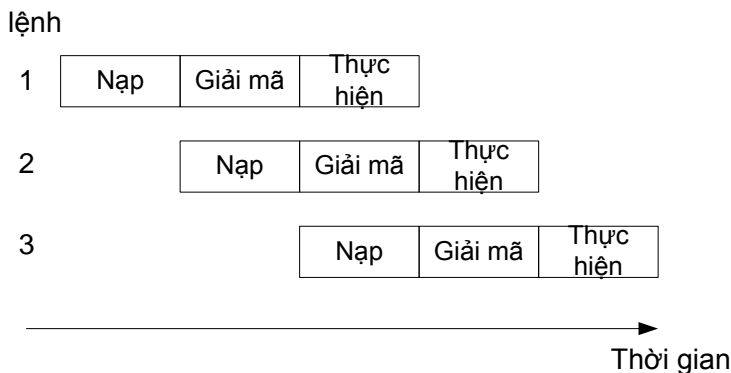 lệnh
1 Nạp Giải mã Thực
hiện
2 Nạp Giải mã Thực
hiện
3 Nạp Giải mã Thực
hiện
Thời gian